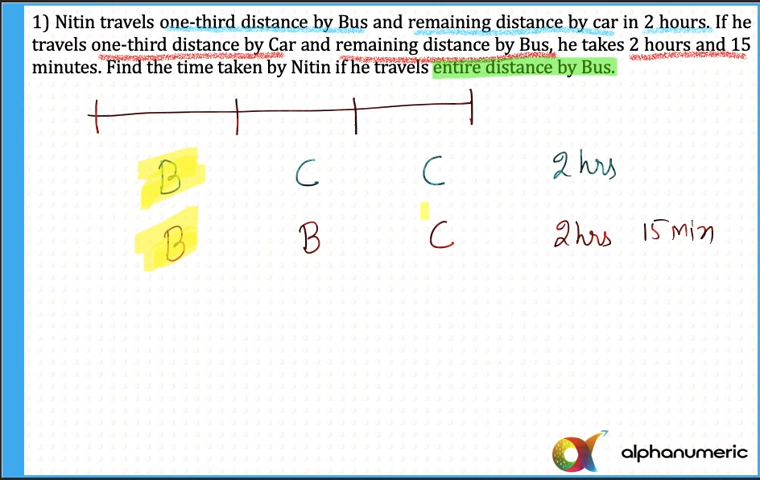 1) Nitin travels one-third distance by Bus and remaining distance by car in 2 hours. If he
travels one-third distance by Car and remaining distance by Bus, he takes 2 hours and 15
minutes. Find the time taken by Nitin if he travels entire distance by Bus.
B C C 2 hrs
B B C 2 hrs 15 Min
alphanumeric